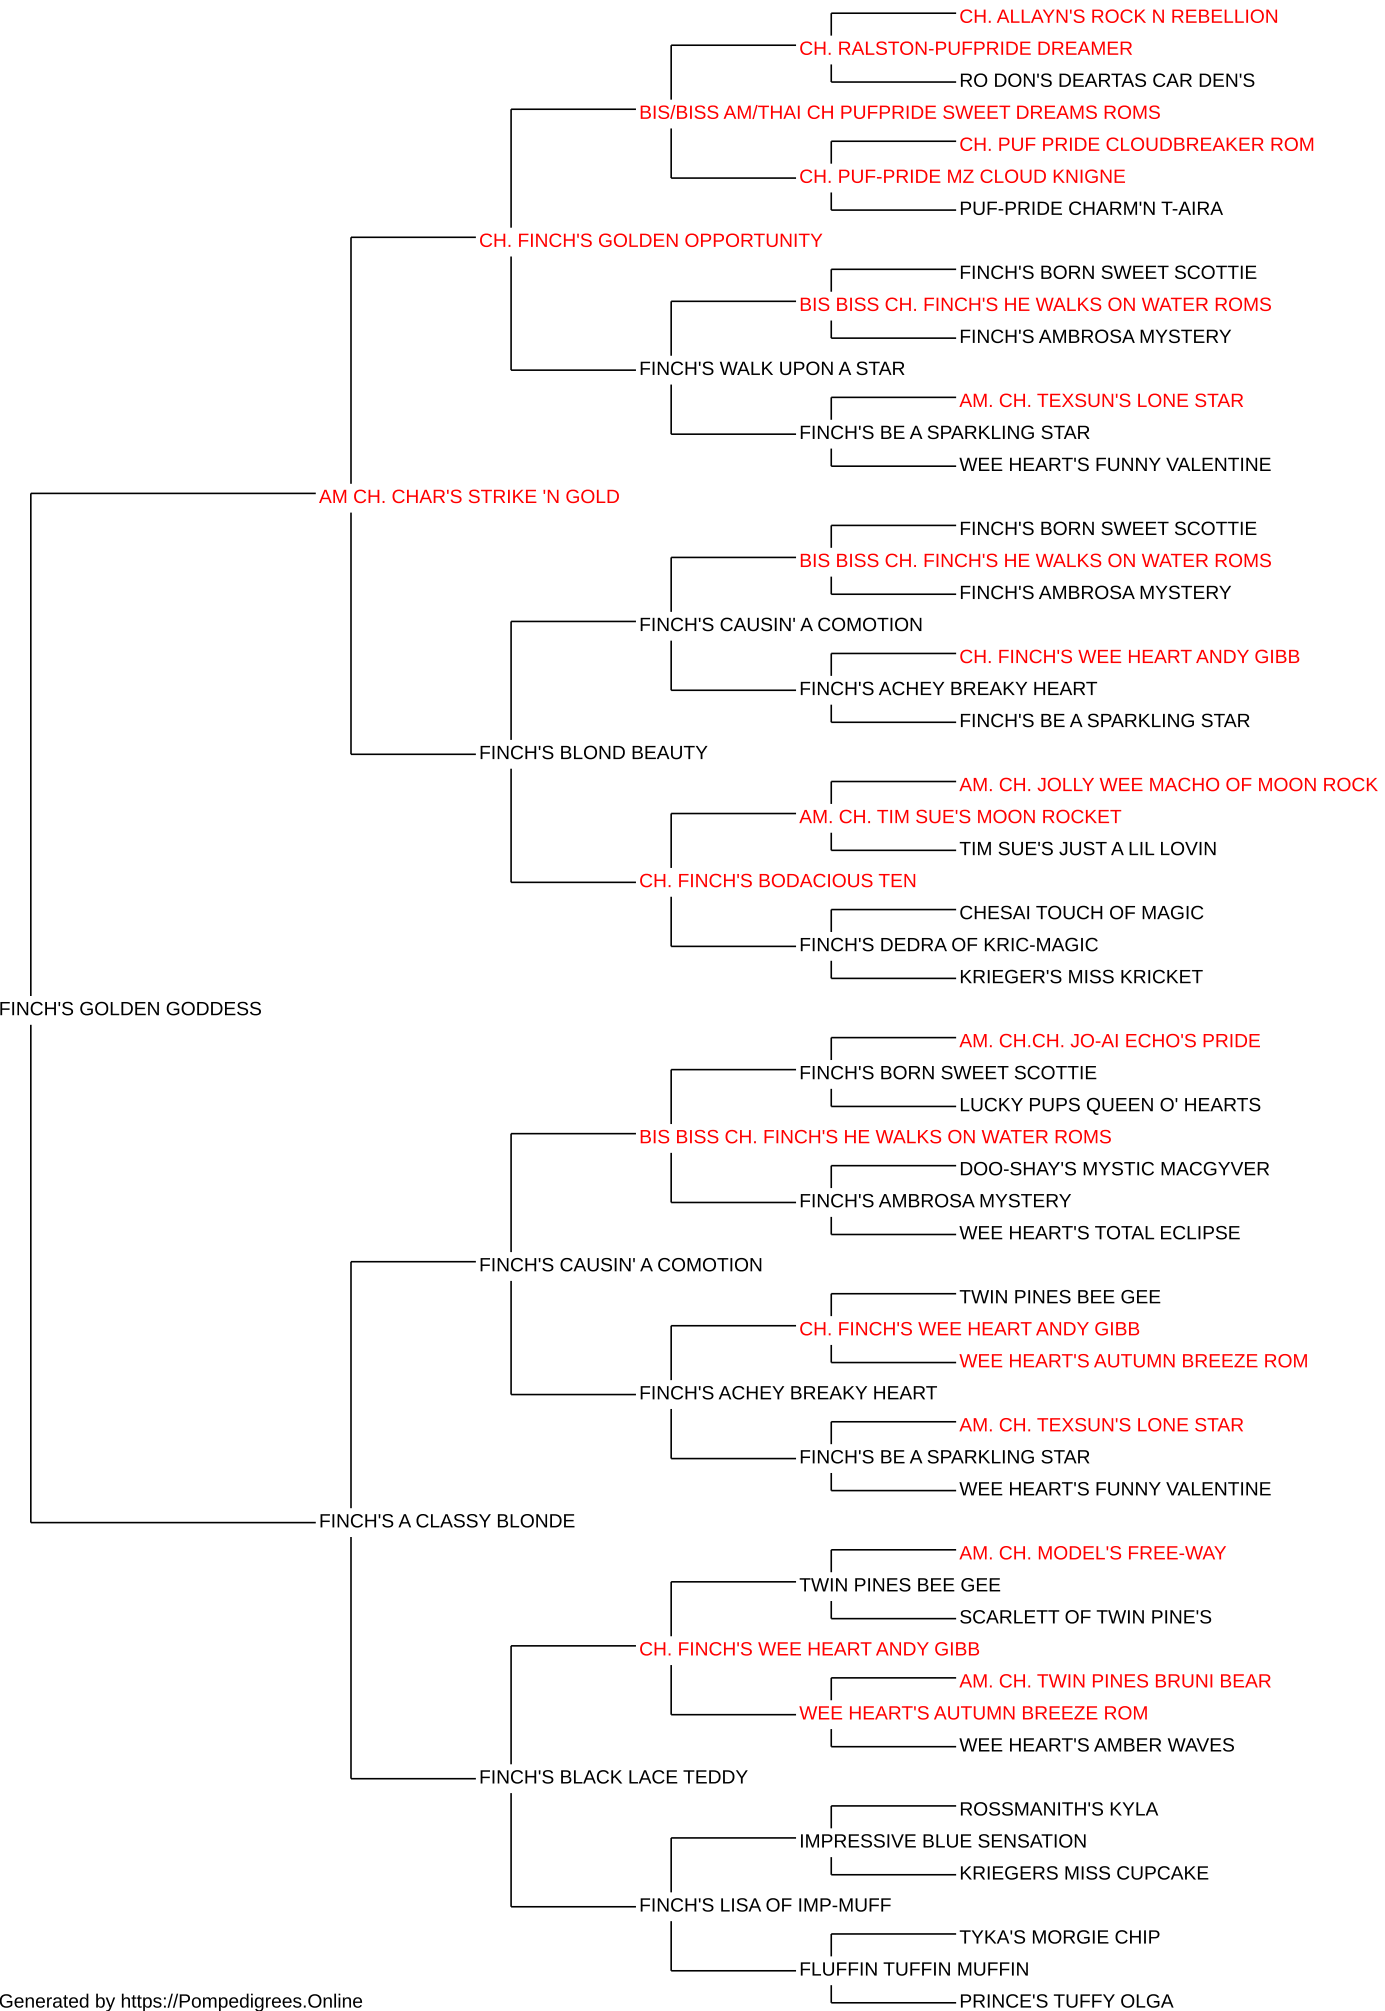 CH. ALLAYN'S ROCK N REBELLION
CH. RALSTON-PUFPRIDE DREAMER
RO DON'S DEARTAS CAR DEN'S
BIS/BISS AM/THAI CH PUFPRIDE SWEET DREAMS ROMS
CH. PUF PRIDE CLOUDBREAKER ROM
CH. PUF-PRIDE MZ CLOUD KNIGNE
PUF-PRIDE CHARM'N T-AIRA
CH. FINCH'S GOLDEN OPPORTUNITY
FINCH'S BORN SWEET SCOTTIE
BIS BISS CH. FINCH'S HE WALKS ON WATER ROMS
FINCH'S AMBROSA MYSTERY
FINCH'S WALK UPON A STAR
AM. CH. TEXSUN'S LONE STAR
FINCH'S BE A SPARKLING STAR
WEE HEART'S FUNNY VALENTINE
AM CH. CHAR'S STRIKE 'N GOLD
FINCH'S BORN SWEET SCOTTIE
BIS BISS CH. FINCH'S HE WALKS ON WATER ROMS
FINCH'S AMBROSA MYSTERY
FINCH'S CAUSIN' A COMOTION
CH. FINCH'S WEE HEART ANDY GIBB
FINCH'S ACHEY BREAKY HEART
FINCH'S BE A SPARKLING STAR
FINCH'S BLOND BEAUTY
AM. CH. JOLLY WEE MACHO OF MOON ROCK
AM. CH. TIM SUE'S MOON ROCKET
TIM SUE'S JUST A LIL LOVIN
CH. FINCH'S BODACIOUS TEN
CHESAI TOUCH OF MAGIC
FINCH'S DEDRA OF KRIC-MAGIC
KRIEGER'S MISS KRICKET
FINCH'S GOLDEN GODDESS
AM. CH.CH. JO-AI ECHO'S PRIDE
FINCH'S BORN SWEET SCOTTIE
LUCKY PUPS QUEEN O' HEARTS
BIS BISS CH. FINCH'S HE WALKS ON WATER ROMS
DOO-SHAY'S MYSTIC MACGYVER
FINCH'S AMBROSA MYSTERY
WEE HEART'S TOTAL ECLIPSE
FINCH'S CAUSIN' A COMOTION
TWIN PINES BEE GEE
CH. FINCH'S WEE HEART ANDY GIBB
WEE HEART'S AUTUMN BREEZE ROM
FINCH'S ACHEY BREAKY HEART
AM. CH. TEXSUN'S LONE STAR
FINCH'S BE A SPARKLING STAR
WEE HEART'S FUNNY VALENTINE
FINCH'S A CLASSY BLONDE
AM. CH. MODEL'S FREE-WAY
TWIN PINES BEE GEE
SCARLETT OF TWIN PINE'S
CH. FINCH'S WEE HEART ANDY GIBB
AM. CH. TWIN PINES BRUNI BEAR
WEE HEART'S AUTUMN BREEZE ROM
WEE HEART'S AMBER WAVES
FINCH'S BLACK LACE TEDDY
ROSSMANITH'S KYLA
IMPRESSIVE BLUE SENSATION
KRIEGERS MISS CUPCAKE
FINCH'S LISA OF IMP-MUFF
TYKA'S MORGIE CHIP
FLUFFIN TUFFIN MUFFIN
PRINCE'S TUFFY OLGA
Generated by https://Pompedigrees.Online